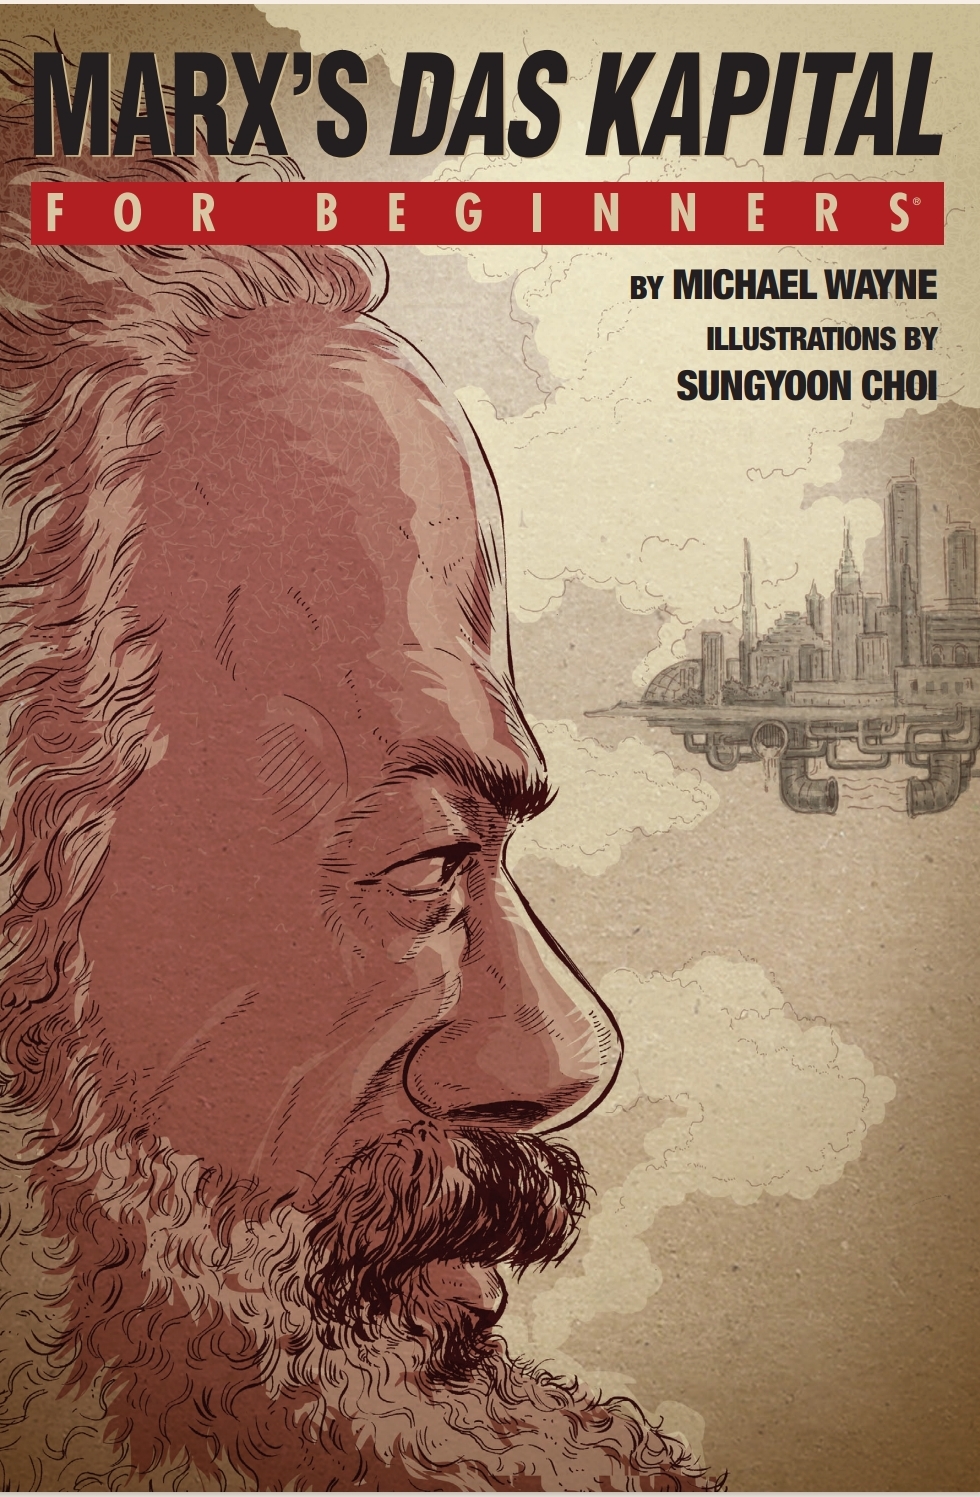 MARX'S DAS KAPITAL
FOR BEGINNERS®
BY MICHAEL WAYNE
ILLUSTRATIONS BY
SUNGYOON CHOI